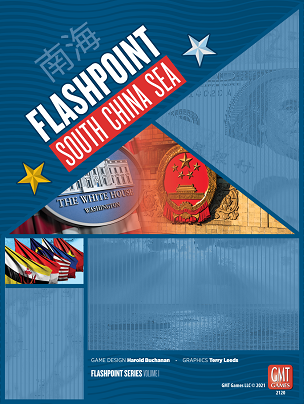 南海
FLASHPOINT
SOUTH CHINA SEA
THE WHITE HOUSE
WASHINGTON
GAME DESIGN Harold Buchanan • GRAPHICS Terry Leeds
FLASHPOINT SERIES VOLUME I
GMT
GAMES
GMT Games LLC © 2021
2120